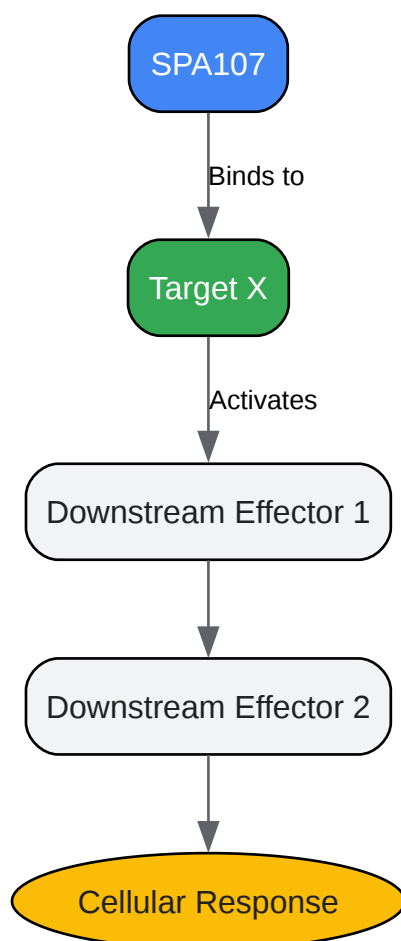 SPA107
Binds to
Target X
Activates
Downstream Effector 1
Downstream Effector 2
Cellular Response